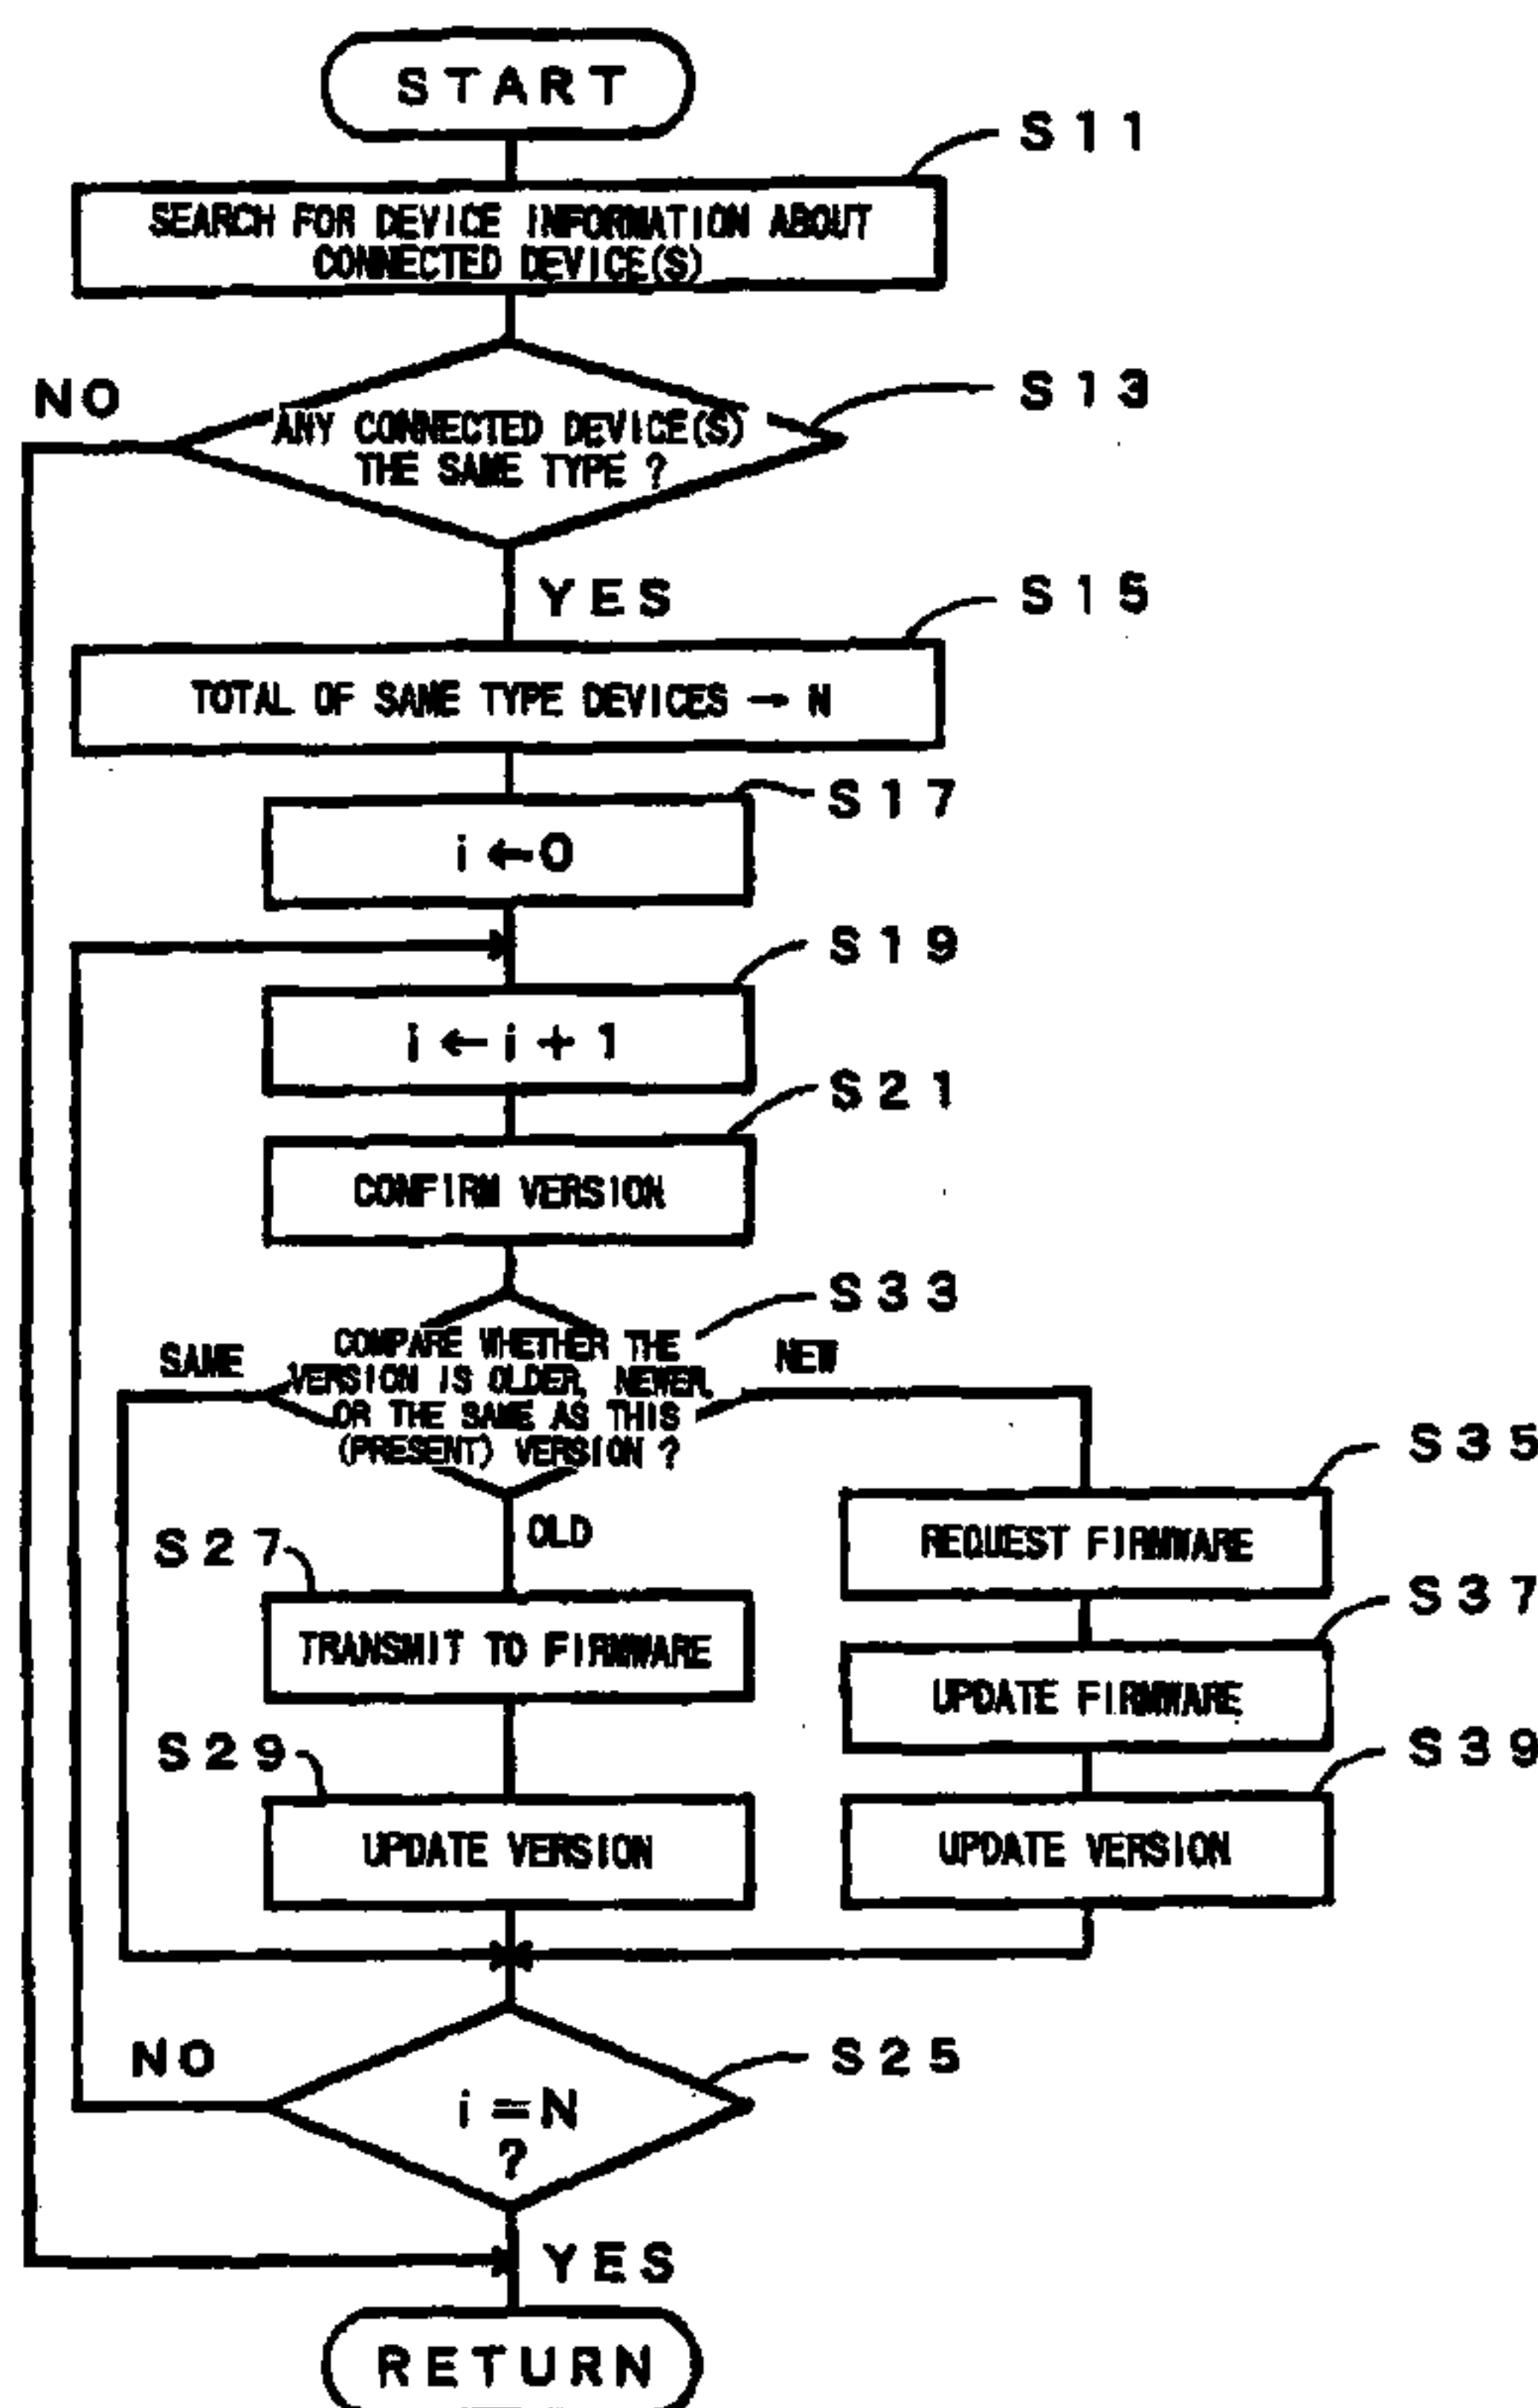 START
S11
SEARCH FOR DEVICE INFORMATION ABOUT
CONNECTED DEVICE(S)
NO
S13
ANY CONNECTED DEVICE(S)
THE SAME TYPE ?
YES
S15
TOTAL OF SAME TYPE DEVICES → N
S17
i ← 0
S19
i ← i + 1
S21
CONFIRM VERSION
S33
SAME
COMPARE WHETHER THE
VERSION IS OLDER, NEWER,
OR THE SAME AS THIS
(PRESENT) VERSION ?
NEW
S35
OLD
REQUEST FIRMWARE
S27
S37
TRANSMIT TO FIRMWARE
UPDATE FIRMWARE
S29
S39
UPDATE VERSION
UPDATE VERSION
NO
S25
i = N
?
YES
RETURN